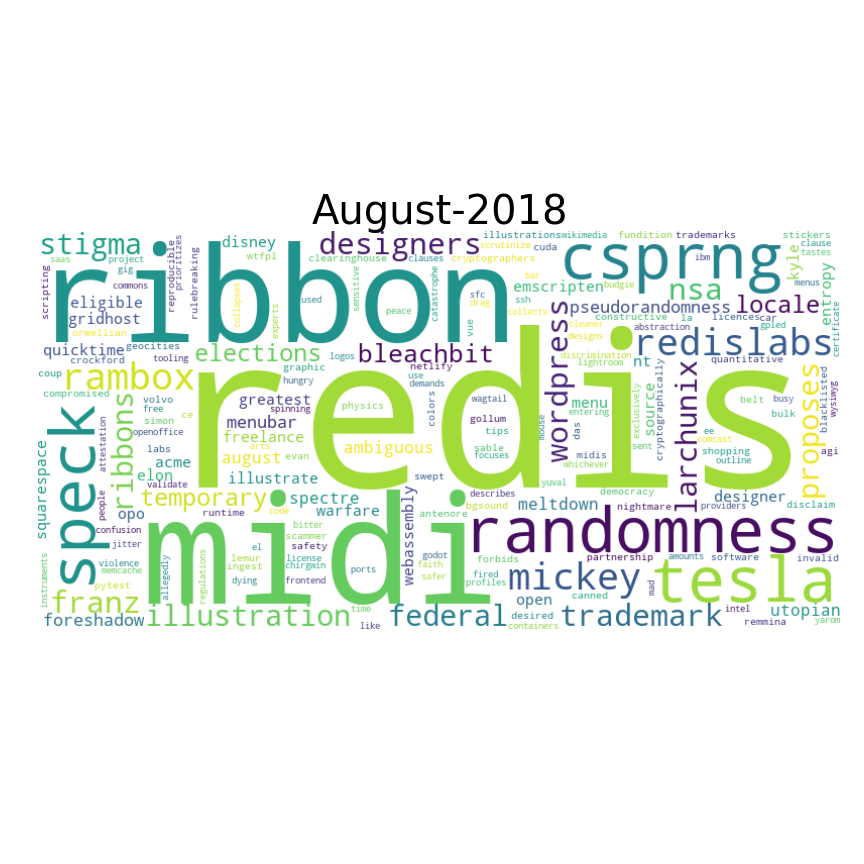 August-2018
stigma
disney
wtfpl
clearinghouse
designers
clauses
cryptographers
illustrations
scrutinize
wikimedia
cuda
fundition
trademarks
ibm
stickers
clause
tastes
saas
project
gig
commons
scripting
reproducible
prioritizes
rulebreaking
ribbon
collapses
experts
used
sensitive
peace
catastrophe
drag
vue
sfc
ssh
bar
collects
emscripten
budgie
csprng
nsa
kyle
menus
entropy
certificate
eligible
gridhost
orwellian
quicktime
geocities
crockford
tooling
coup
compromised
rambox
volvo
free
simon
ce
elections
graphic
hungry
logos
bleachbit
netlify
demands
use
colors
constructive
pseudorandomness
la
licences
car
locale
abstraction
gpled
cleaner
designs
discrimination
lightroom
nt
redislabs
quantitative
wordpress
redis
greatest
spinning
menubar
freelance
physics
wagtail
gollum
tips
mouse
menu
entering
das
midis
source
exclusively
sent
cryptographically
larchunix
belt
busy
bulk
ee
comcast
shopping
outline
proposes
blacklisted
wysiwyg
agi
speck
ribbons
openoffice
labs
acme
validate
arts
august
evan
elon
illustrate
ambiguous
swept
sable
focuses
whichever
describes
yuval
democracy
nightmare
providers
designer
disclaim
squarespace
attestation
people
opo
confusion
jitter
violence
memcache
pytest
instruments
temporary
code
runtime
spectre
warfare
antenore
webassembly
bgsound
meltdown
midi
allegedly
regulations
el
lemur
ingest
dying
bitter
scammer
safety
license
chirgwin
frontend
ports
godot
faith
safer
forbids
fired
profiles
randomness
partnership
amounts
software
invalid
mickey
open
canned
desired
containers
mad
tesla
intel
remmina
utopian
yarom
franz
foreshadow
illustration
time
like
federal
trademark